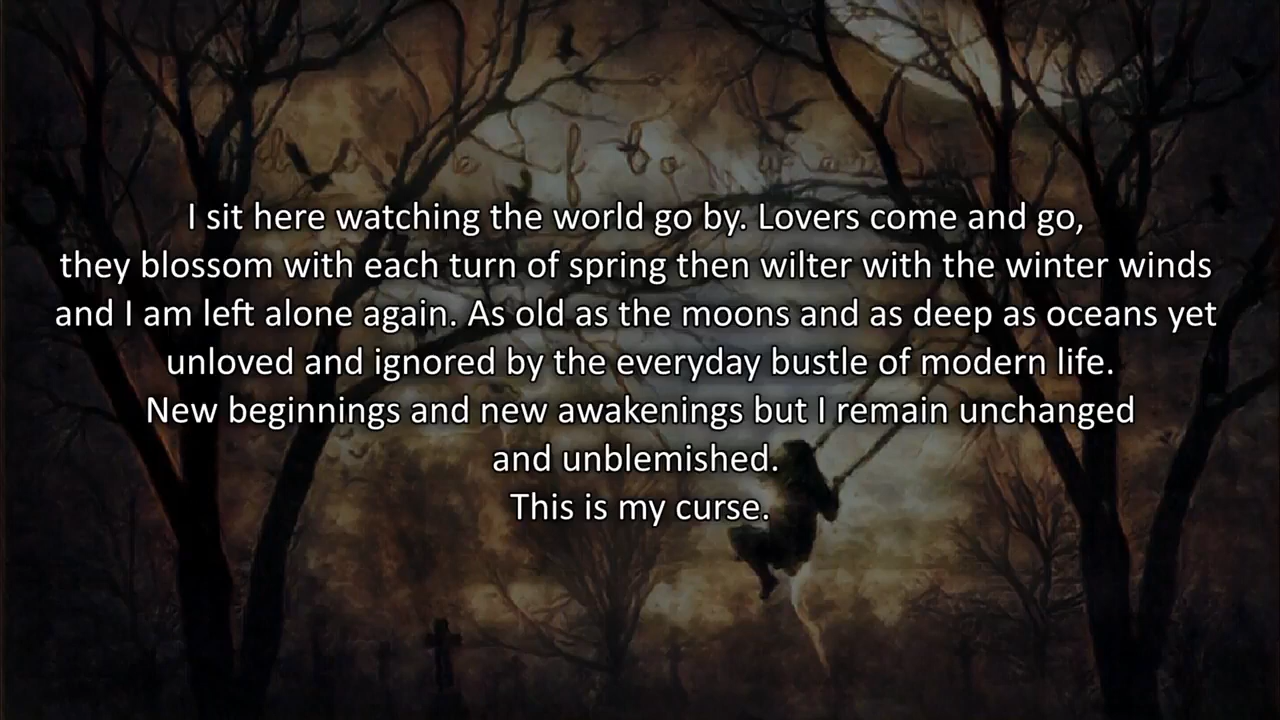 I sit here watching the world go by. Lovers come and go,
they blossom with each turn of spring then wilter with the winter winds
and I am left alone again. As old as the moons and as deep as oceans yet
unloved and ignored by the everyday bustle of modern life.
New beginnings and new awakenings but I remain unchanged
and unblemished.
This is my curse.